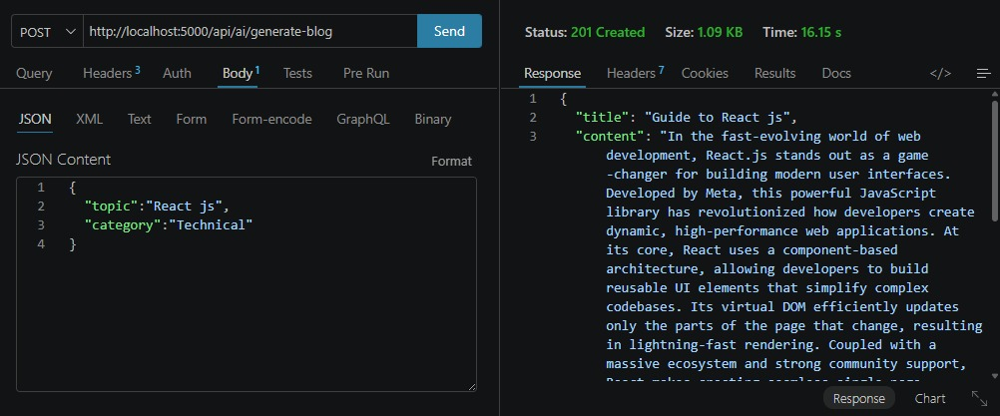 POST
http://localhost:5000/api/ai/generate-blog
Send
Query
Headers 3
Auth
Body 1
Tests
Pre Run
JSON
XML
Text
Form
Form-encode
GraphQL
Binary
JSON Content
Format
1 {
2 "topic":"React js",
3 "category":"Technical"
4 }
Status: 201 Created
Size: 1.09 KB
Time: 16.15 s
Response
Headers 7
Cookies
Results
Docs
</>
1 {
2 "title": "Guide to React js",
3 "content": "In the fast-evolving world of web
development, React.js stands out as a game
-changer for building modern user interfaces.
Developed by Meta, this powerful JavaScript
library has revolutionized how developers create
dynamic, high-performance web applications. At
its core, React uses a component-based
architecture, allowing developers to build
reusable UI elements that simplify complex
codebases. Its virtual DOM efficiently updates
only the parts of the page that change, resulting
in lightning-fast rendering. Coupled with a
massive ecosystem and strong community support,
React makes creating seamless single-page
Response
Chart